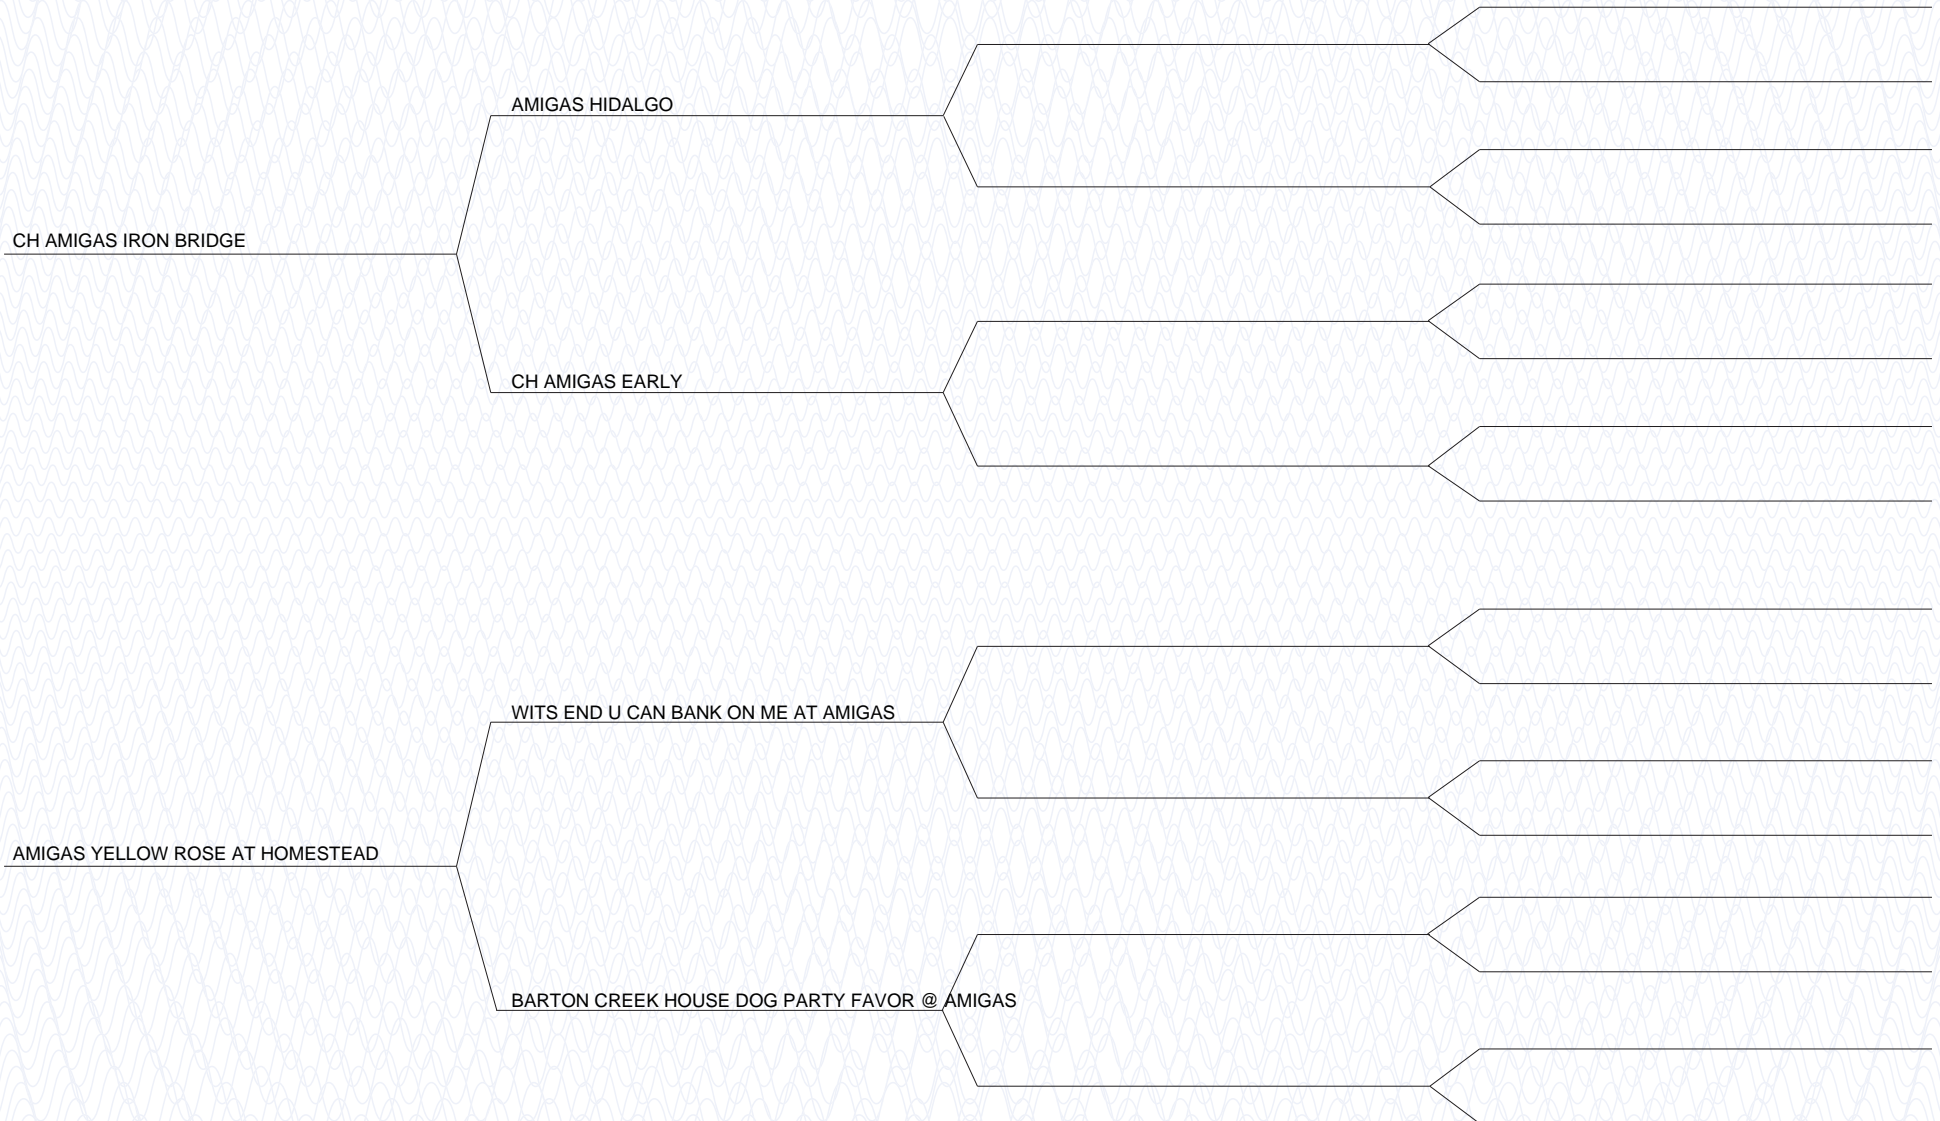 AMIGAS HIDALGO
CH AMIGAS IRON BRIDGE
CH AMIGAS EARLY
WITS END U CAN BANK ON ME AT AMIGAS
AMIGAS YELLOW ROSE AT HOMESTEAD
BARTON CREEK HOUSE DOG PARTY FAVOR @ AMIGAS